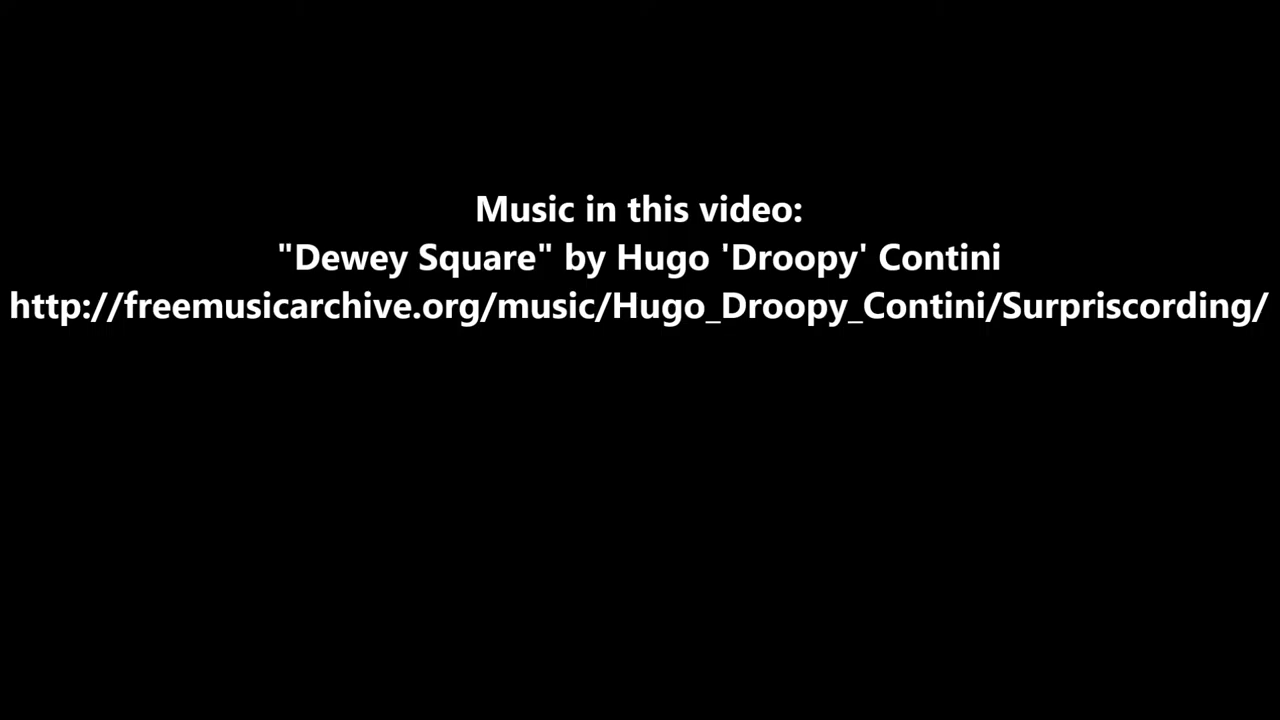 Music in this video:
"Dewey Square" by Hugo 'Droopy' Contini
http://freemusicarchive.org/music/Hugo_Droopy_Contini/Surpriscording/